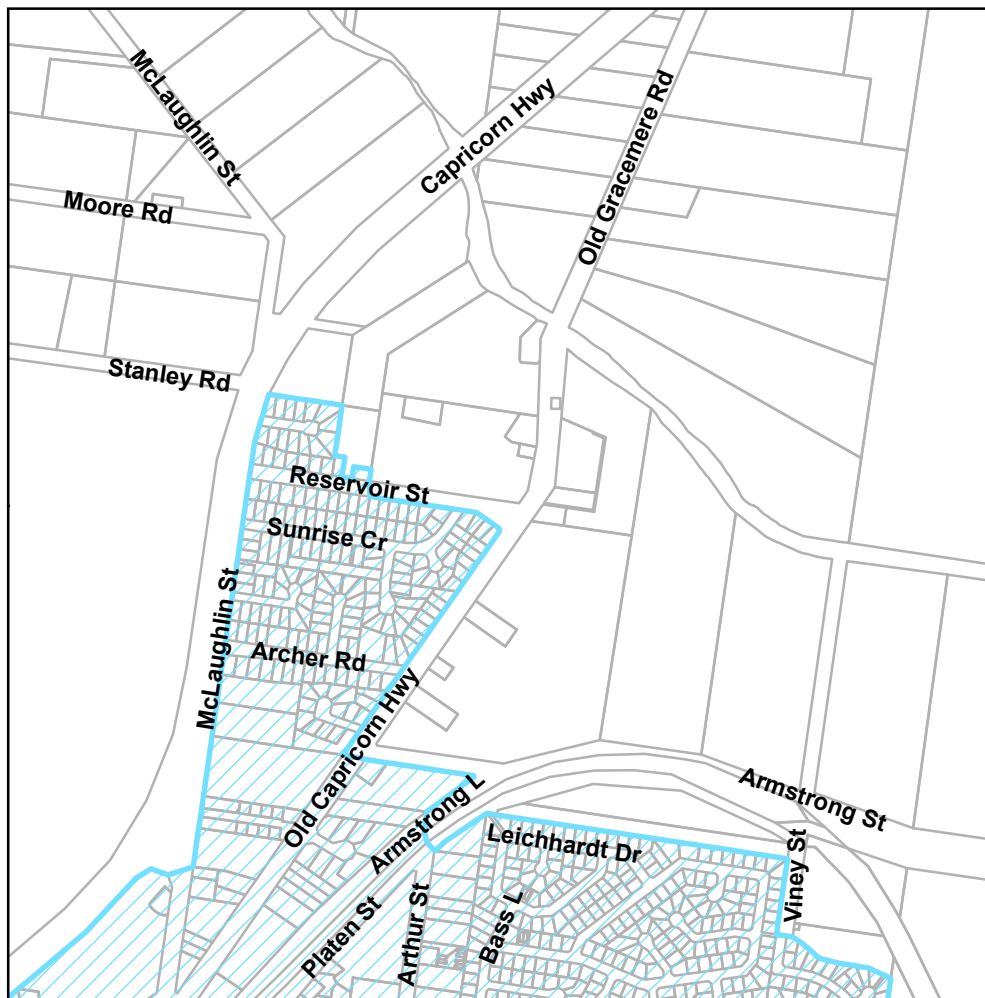 McLaughlin St
Capricorn Hwy
Old Gracemere Rd
Moore Rd
Stanley Rd
Reservoir St
Sunrise Cr
McLaughlin St
Archer Rd
Old Capricorn Hwy
Armstrong L
Armstrong St
Leichhardt Dr
Viney St
Platen St
Arthur St
Bass L